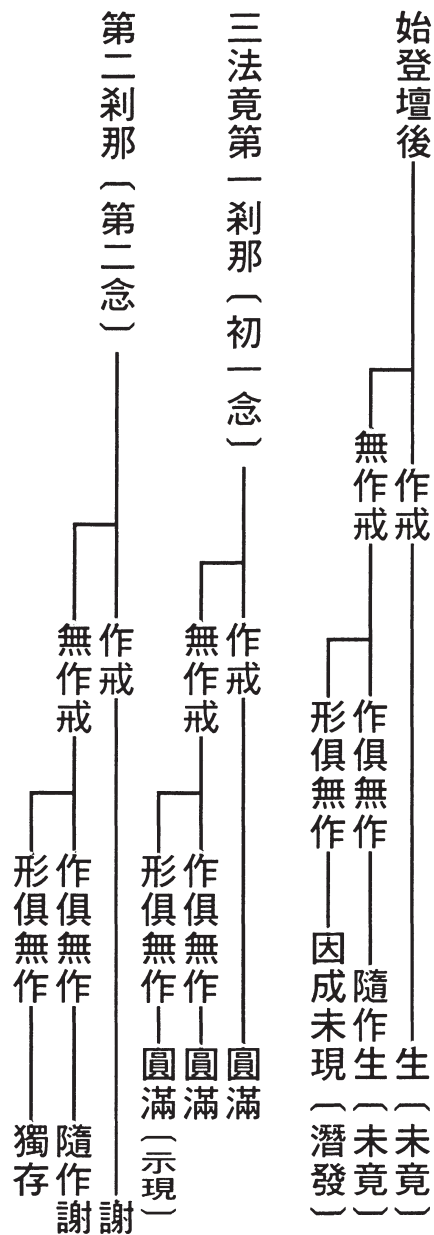 始登壇後
作戒
生〔未竟〕
無作戒
作俱無作
隨作生〔未竟〕
形俱無作
因成未現〔潛發〕
三法竟第一剎那〔初一念〕
作戒
圓滿
無作戒
作俱無作
圓滿
形俱無作
圓滿〔示現〕
第二剎那〔第二念〕
作戒
謝
無作戒
作俱無作
隨作謝
形俱無作
獨存